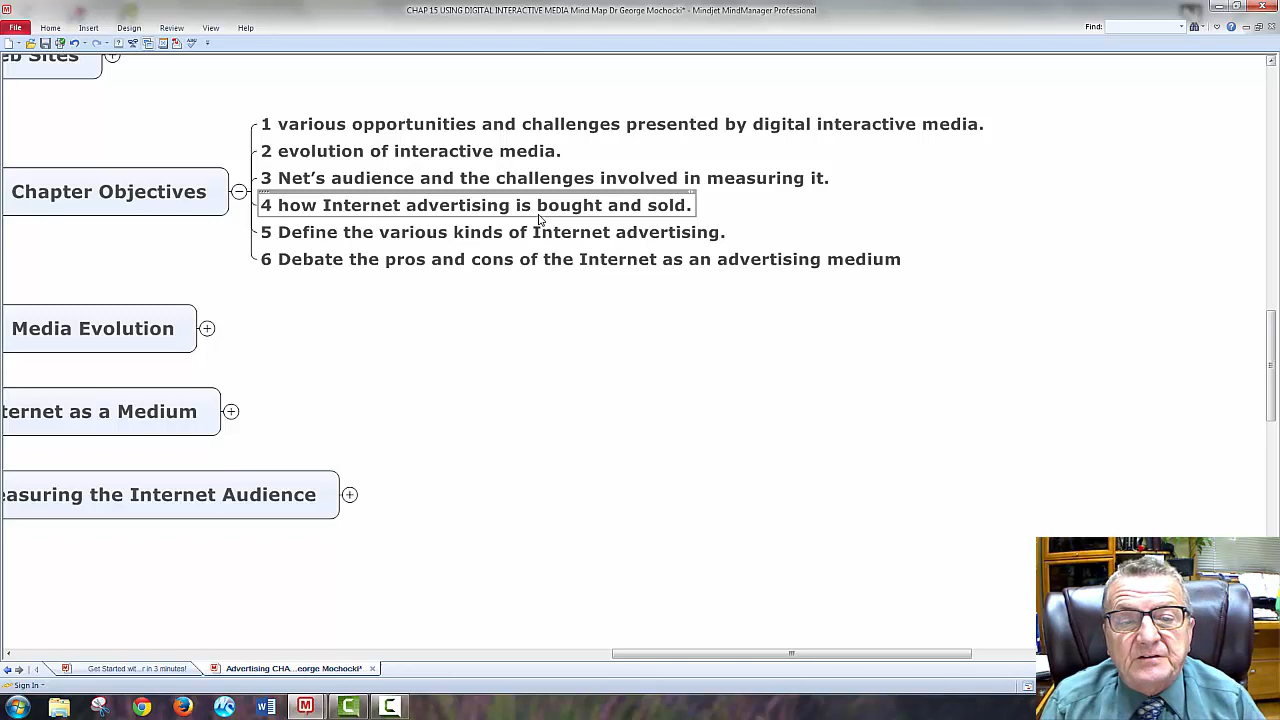 CHAP 15 USING DIGITAL INTERACTIVE MEDIA Mind Map Dr George Mochocki* - Mindjet MindManager Professional
File Home Insert Design Review View Find:
eb Sites
1 various opportunities and challenges presented by digital interactive media.
2 evolution of interactive media.
3 Net's audience and the challenges involved in measuring it.
Chapter Objectives
4 how Internet advertising is bought and sold.
5 Define the various kinds of Internet advertising.
6 Debate the pros and cons of the Internet as an advertising medium
Media Evolution
ternet as a Medium
easuring the Internet Audience
Get Started wit...r in 3 minutes! Advertising CHA...eorge Mochocki*
Sign In